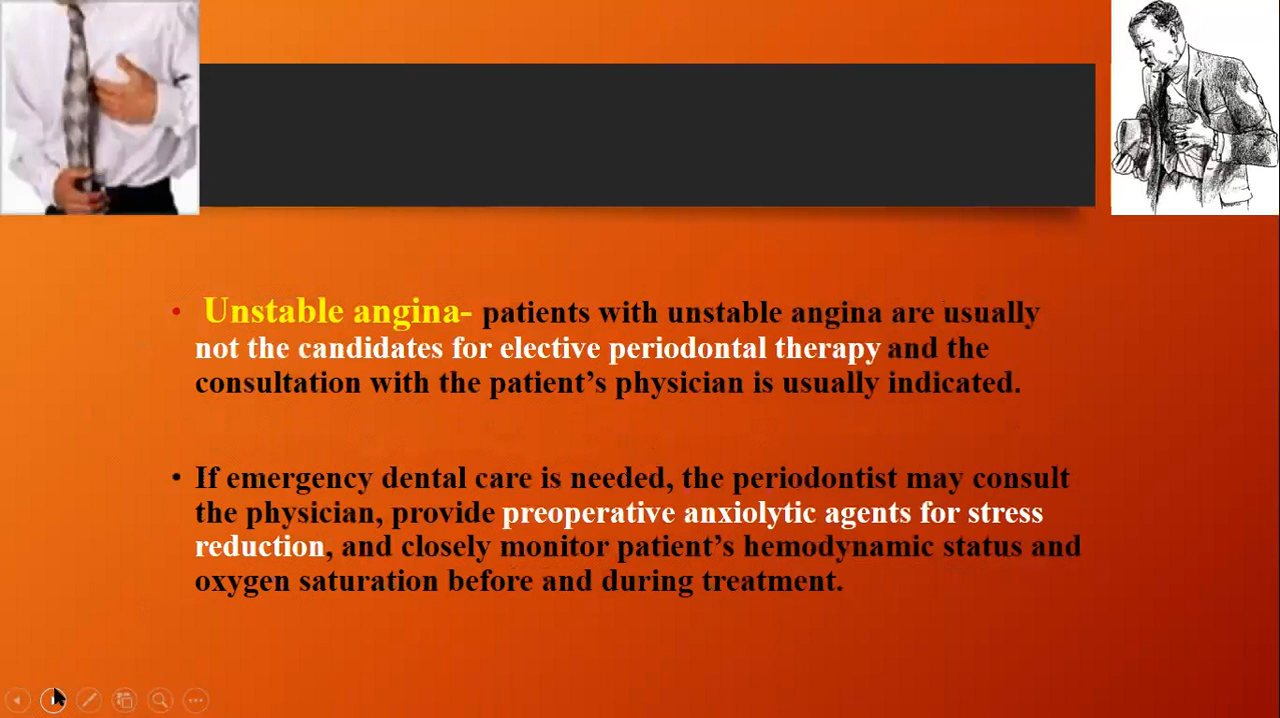 • Unstable angina- patients with unstable angina are usually
not the candidates for elective periodontal therapy and the
consultation with the patient’s physician is usually indicated.
• If emergency dental care is needed, the periodontist may consult
the physician, provide preoperative anxiolytic agents for stress
reduction, and closely monitor patient’s hemodynamic status and
oxygen saturation before and during treatment.